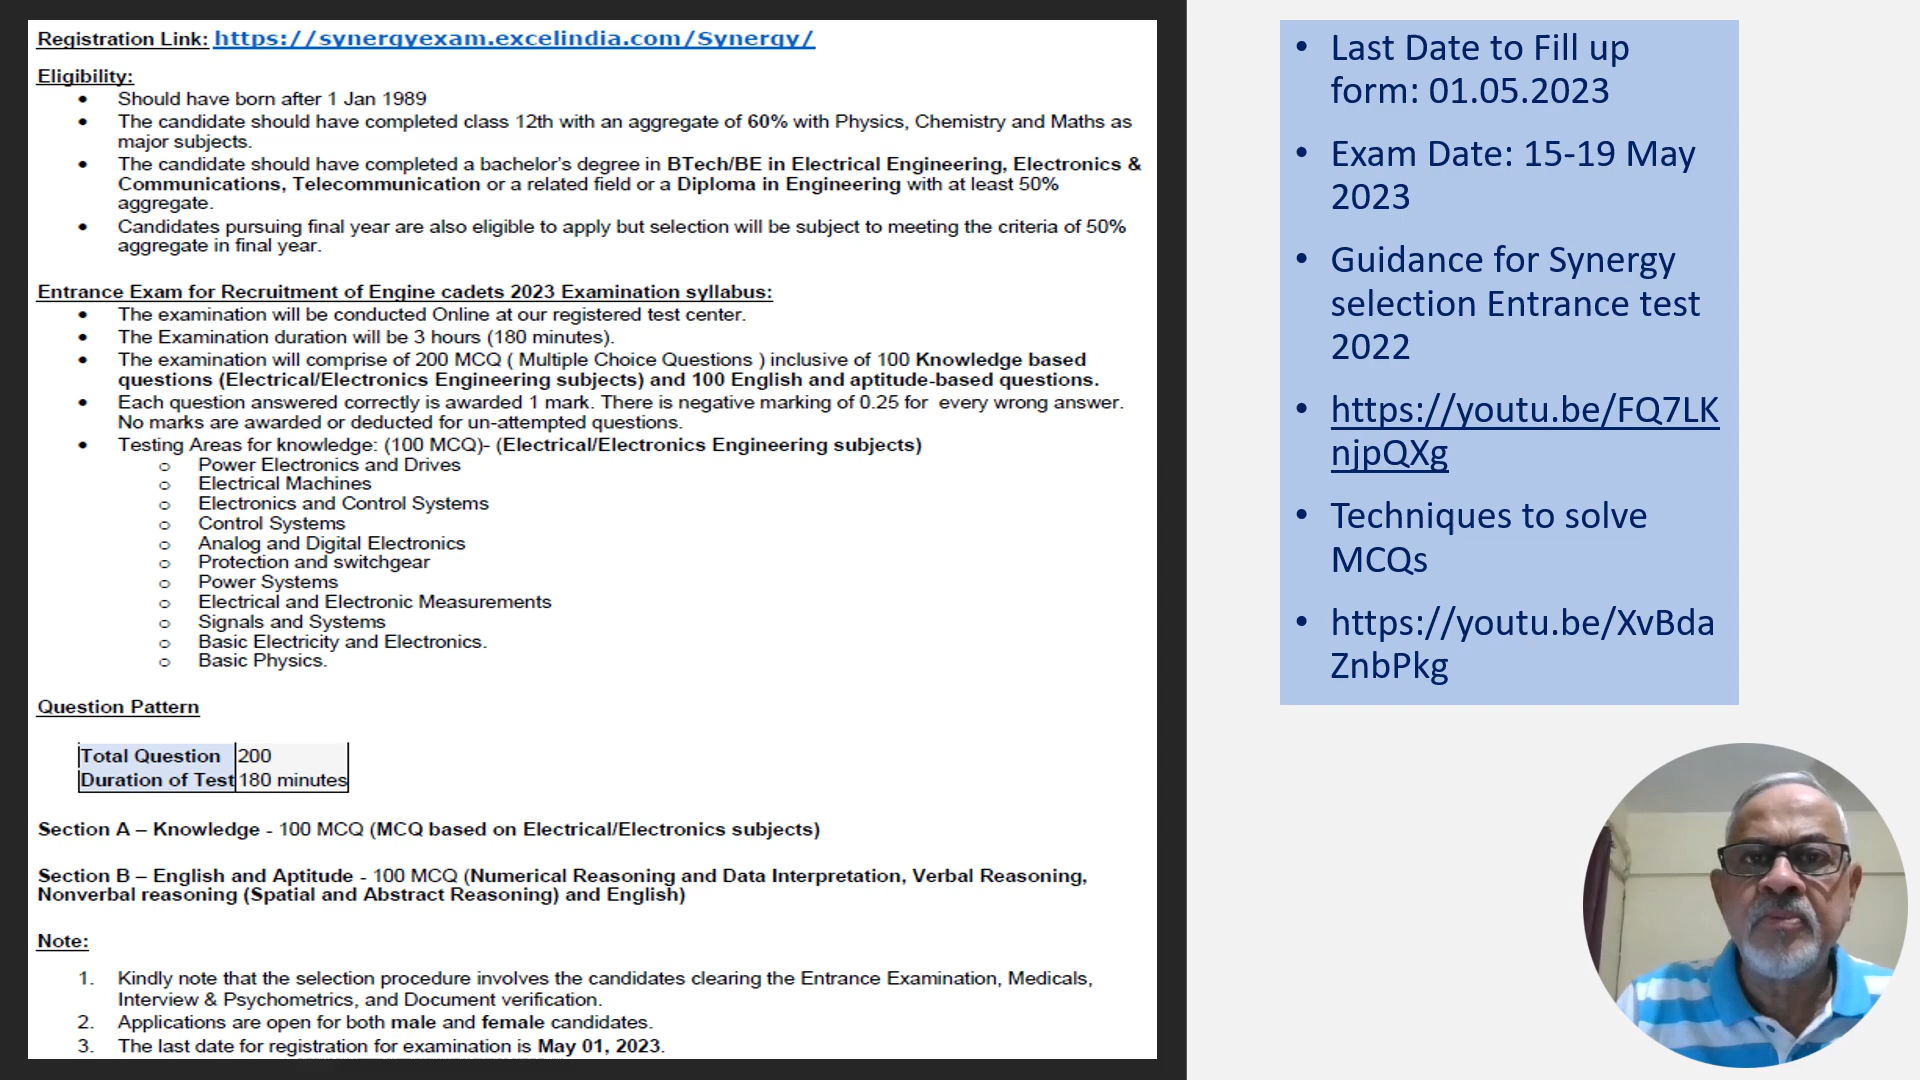 Registration Link: https://synergyexam.excelindia.com/Synergy/
Eligibility:
• Should have born after 1 Jan 1989
• The candidate should have completed class 12th with an aggregate of 60% with Physics, Chemistry and Maths as
major subjects.
• The candidate should have completed a bachelor's degree in BTech/BE in Electrical Engineering, Electronics &
Communications, Telecommunication or a related field or a Diploma in Engineering with at least 50%
aggregate.
• Candidates pursuing final year are also eligible to apply but selection will be subject to meeting the criteria of 50%
aggregate in final year.
Entrance Exam for Recruitment of Engine cadets 2023 Examination syllabus:
• The examination will be conducted Online at our registered test center.
• The Examination duration will be 3 hours (180 minutes).
• The examination will comprise of 200 MCQ ( Multiple Choice Questions ) inclusive of 100 Knowledge based
questions (Electrical/Electronics Engineering subjects) and 100 English and aptitude-based questions.
• Each question answered correctly is awarded 1 mark. There is negative marking of 0.25 for every wrong answer.
No marks are awarded or deducted for un-attempted questions.
• Testing Areas for knowledge: (100 MCQ)- (Electrical/Electronics Engineering subjects)
o Power Electronics and Drives
o Electrical Machines
o Electronics and Control Systems
o Control Systems
o Analog and Digital Electronics
o Protection and switchgear
o Power Systems
o Electrical and Electronic Measurements
o Signals and Systems
o Basic Electricity and Electronics.
o Basic Physics.
Question Pattern
Total Question 200
Duration of Test 180 minutes
Section A – Knowledge - 100 MCQ (MCQ based on Electrical/Electronics subjects)
Section B – English and Aptitude - 100 MCQ (Numerical Reasoning and Data Interpretation, Verbal Reasoning,
Nonverbal reasoning (Spatial and Abstract Reasoning) and English)
Note:
1. Kindly note that the selection procedure involves the candidates clearing the Entrance Examination, Medicals,
Interview & Psychometrics, and Document verification.
2. Applications are open for both male and female candidates.
3. The last date for registration for examination is May 01, 2023.
• Last Date to Fill up
form: 01.05.2023
• Exam Date: 15-19 May
2023
• Guidance for Synergy
selection Entrance test
2022
• https://youtu.be/FQ7LK
njpQXg
• Techniques to solve
MCQs
• https://youtu.be/XvBda
ZnbPkg